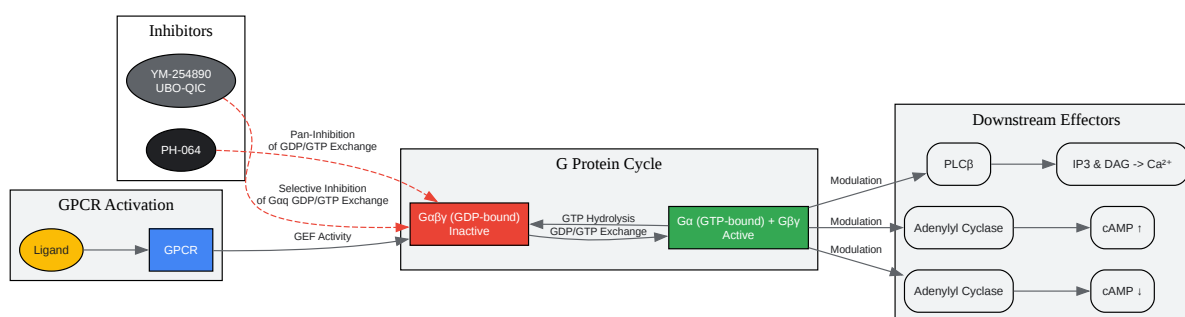 Inhibitors
YM-254890
UBO-QIC
PH-064
Pan-Inhibition
of GDP/GTP Exchange
Selective Inhibition
of Gαq GDP/GTP Exchange
GPCR Activation
Ligand
GPCR
GEF Activity
G Protein Cycle
Gαβγ (GDP-bound)
Inactive
GTP Hydrolysis
GDP/GTP Exchange
Gα (GTP-bound) + Gβγ
Active
Modulation
Modulation
Modulation
Downstream Effectors
PLCβ
IP3 & DAG -> Ca²⁺
Adenylyl Cyclase
cAMP ↑
Adenylyl Cyclase
cAMP ↓